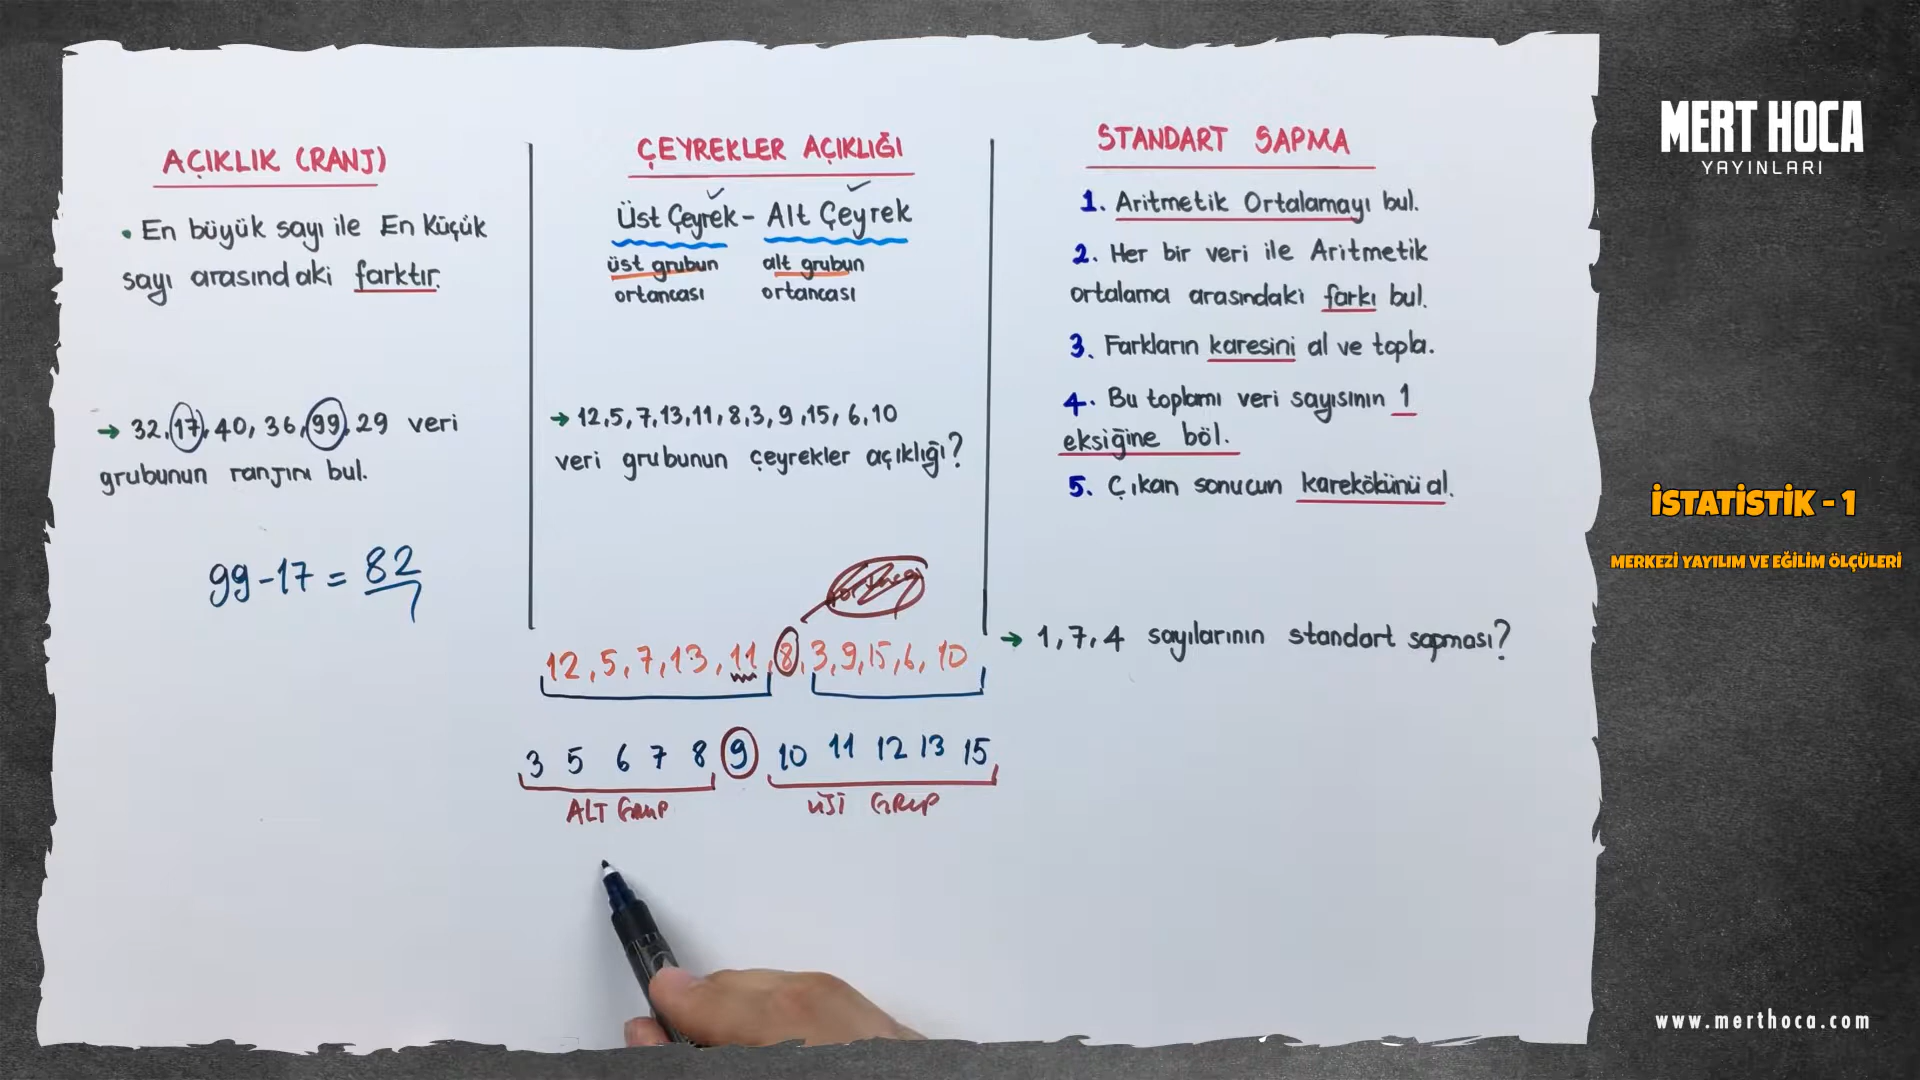 AÇIKLIK (RANJ)
• En büyük sayı ile En Küçük
sayı arasındaki farktır.
→ 32, 17, 40, 36, 99, 29 veri
grubunun ranjını bul.
99-17 = 82
ÇEYREKLER AÇIKLIĞI
Üst Çeyrek - Alt Çeyrek
üst grubun alt grubun
ortancası ortancası
→ 12,5,7,13,11,8,3,9,15,6,10
veri grubunun çeyrekler açıklığı?
12,5,7,13,11,8,3,9,15,6,10
3 5 6 7 8 9 10 11 12 13 15
ALT GRUP ÜST GRUP
STANDART SAPMA
1. Aritmetik Ortalamayı bul.
2. Her bir veri ile Aritmetik
ortalama arasındaki farkı bul.
3. Farkların karesini al ve topla.
4. Bu toplamı veri sayısının 1
eksiğine böl.
5. Çıkan sonucun karekökünü al.
→ 1,7,4 sayılarının standart sapması?
MERT HOCA
YAYINLARI
İSTATİSTİK - 1
MERKEZİ YAYILIM VE EĞİLİM ÖLÇÜLERİ
www.merthoca.com